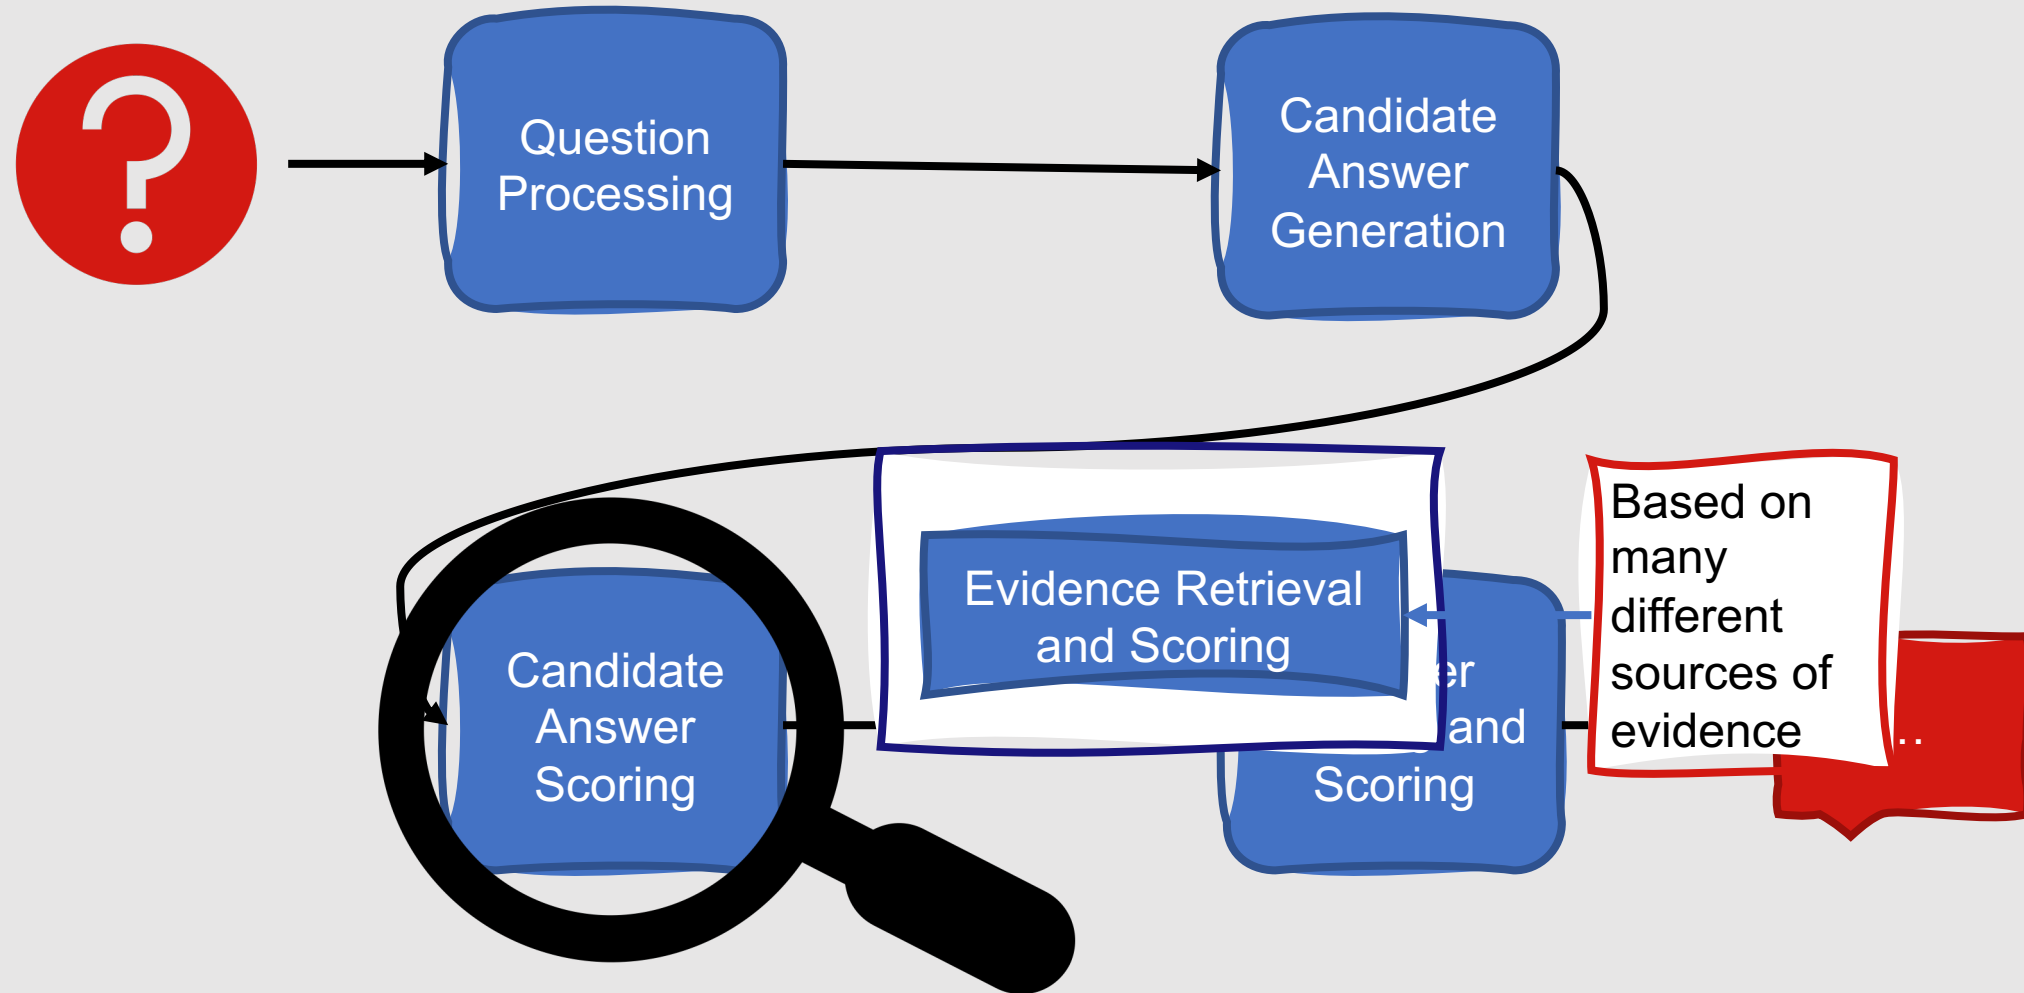 ?
Question
Processing
Candidate
Answer
Generation
Candidate
Answer
Scoring
Evidence Retrieval
and Scoring
and
Scoring
Based on
many
different
sources of
evidence
..